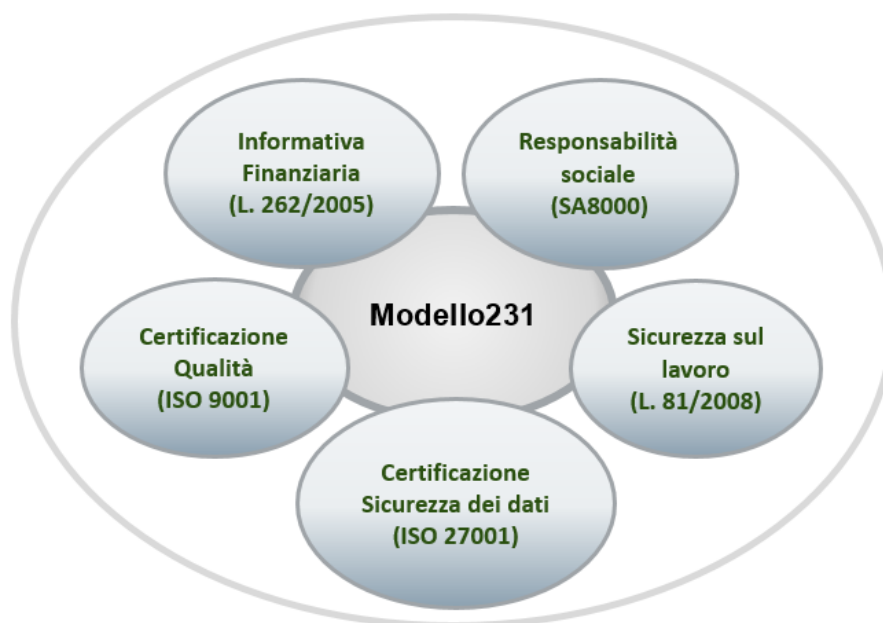 Informativa
Finanziaria
(L. 262/2005)
Responsabilità
sociale
(SA8000)
Modello231
Certificazione
Qualità
(ISO 9001)
Sicurezza sul
lavoro
(L. 81/2008)
Certificazione
Sicurezza dei dati
(ISO 27001)